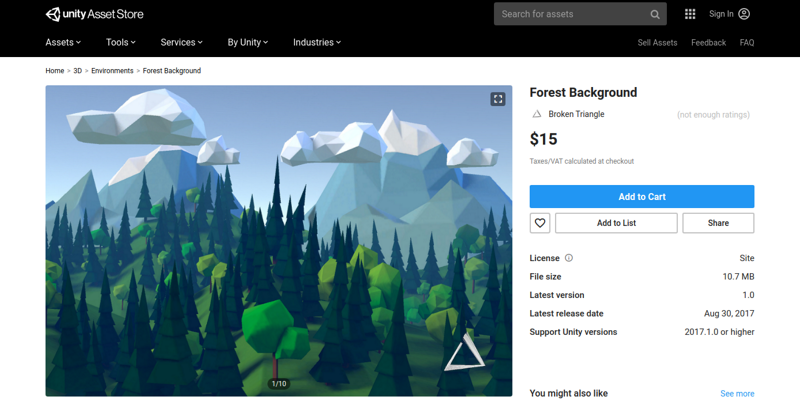 unity Asset Store
Search for assets
Sign In
Assets Tools Services By Unity Industries
Sell Assets Feedback FAQ
Home > 3D > Environments > Forest Background
1/10
Forest Background
Broken Triangle
(not enough ratings)
$15
Taxes/VAT calculated at checkout
Add to Cart
Add to List
Share
License Site
File size 10.7 MB
Latest version 1.0
Latest release date Aug 30, 2017
Support Unity versions 2017.1.0 or higher
You might also like See more